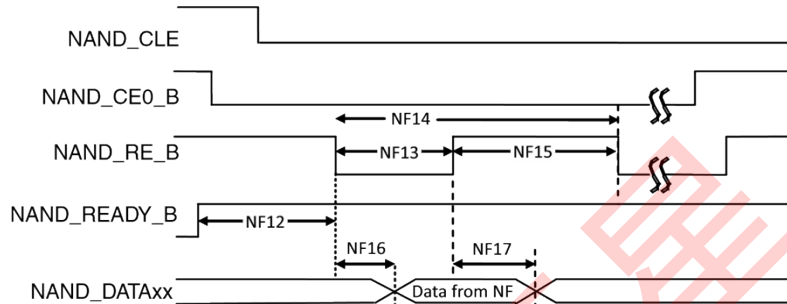 NAND_CLE
NAND_CE0_B
NF14
NAND_RE_B
NF13
NF15
NAND_READY_B
NF12
NF16
NF17
NAND_DATAxx
Data from NF